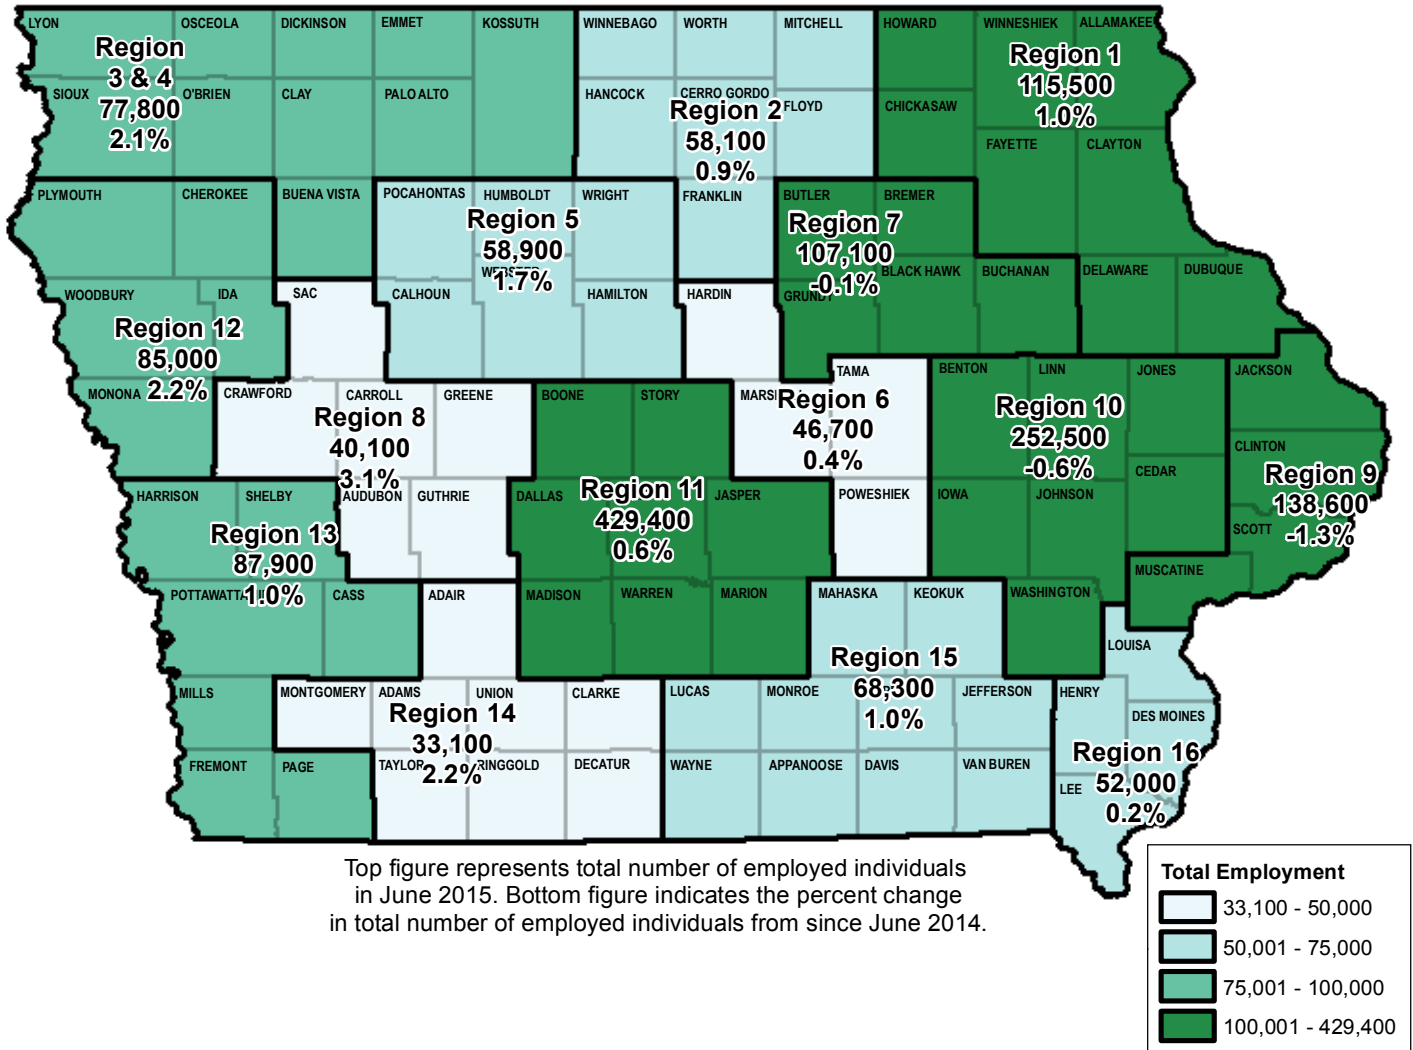 LYON
OSCEOLA
DICKINSON
EMMET
KOSSUTH
WINNEBAGO
WORTH
MITCHELL
HOWARD
WINNESHIEK
ALLAMAKEE
Region
3 & 4
77,800
2.1%
SIOUX
O'BRIEN
CLAY
PALO ALTO
HANCOCK
CERRO GORDO
FLOYD
CHICKASAW
Region 2
58,100
0.9%
Region 1
115,500
1.0%
FAYETTE
CLAYTON
PLYMOUTH
CHEROKEE
BUENA VISTA
POCAHONTAS
HUMBOLDT
WRIGHT
FRANKLIN
BUTLER
BREMER
Region 5
58,900
1.7%
WEBSTER
Region 7
107,100
-0.1%
BLACK HAWK
BUCHANAN
DELAWARE
DUBUQUE
WOODBURY
IDA
SAC
CALHOUN
HAMILTON
HARDIN
GRUNDY
Region 12
85,000
2.2%
MONONA
CRAWFORD
CARROLL
GREENE
BOONE
STORY
TAMA
BENTON
LINN
JONES
JACKSON
Region 8
40,100
3.1%
Region 6
46,700
0.4%
Region 10
252,500
-0.6%
CLINTON
CEDAR
Region 9
138,600
-1.3%
HARRISON
SHELBY
AUDUBON
GUTHRIE
DALLAS
JASPER
POWESHIEK
IOWA
JOHNSON
SCOTT
Region 11
429,400
0.6%
Region 13
87,900
1.0%
MUSCATINE
CASS
ADAIR
MADISON
WARREN
MARION
MAHASKA
KEOKUK
WASHINGTON
LOUISA
Region 15
68,300
1.0%
MILLS
MONTGOMERY
ADAMS
UNION
CLARKE
LUCAS
MONROE
JEFFERSON
HENRY
DES MOINES
Region 14
33,100
2.2%
Region 16
52,000
0.2%
FREMONT
PAGE
TAYLOR
RINGGOLD
DECATUR
WAYNE
APPANOOSE
DAVIS
VAN BUREN
LEE
Top figure represents total number of employed individuals
in June 2015. Bottom figure indicates the percent change
in total number of employed individuals from since June 2014.
Total Employment
33,100 - 50,000
50,001 - 75,000
75,001 - 100,000
100,001 - 429,400